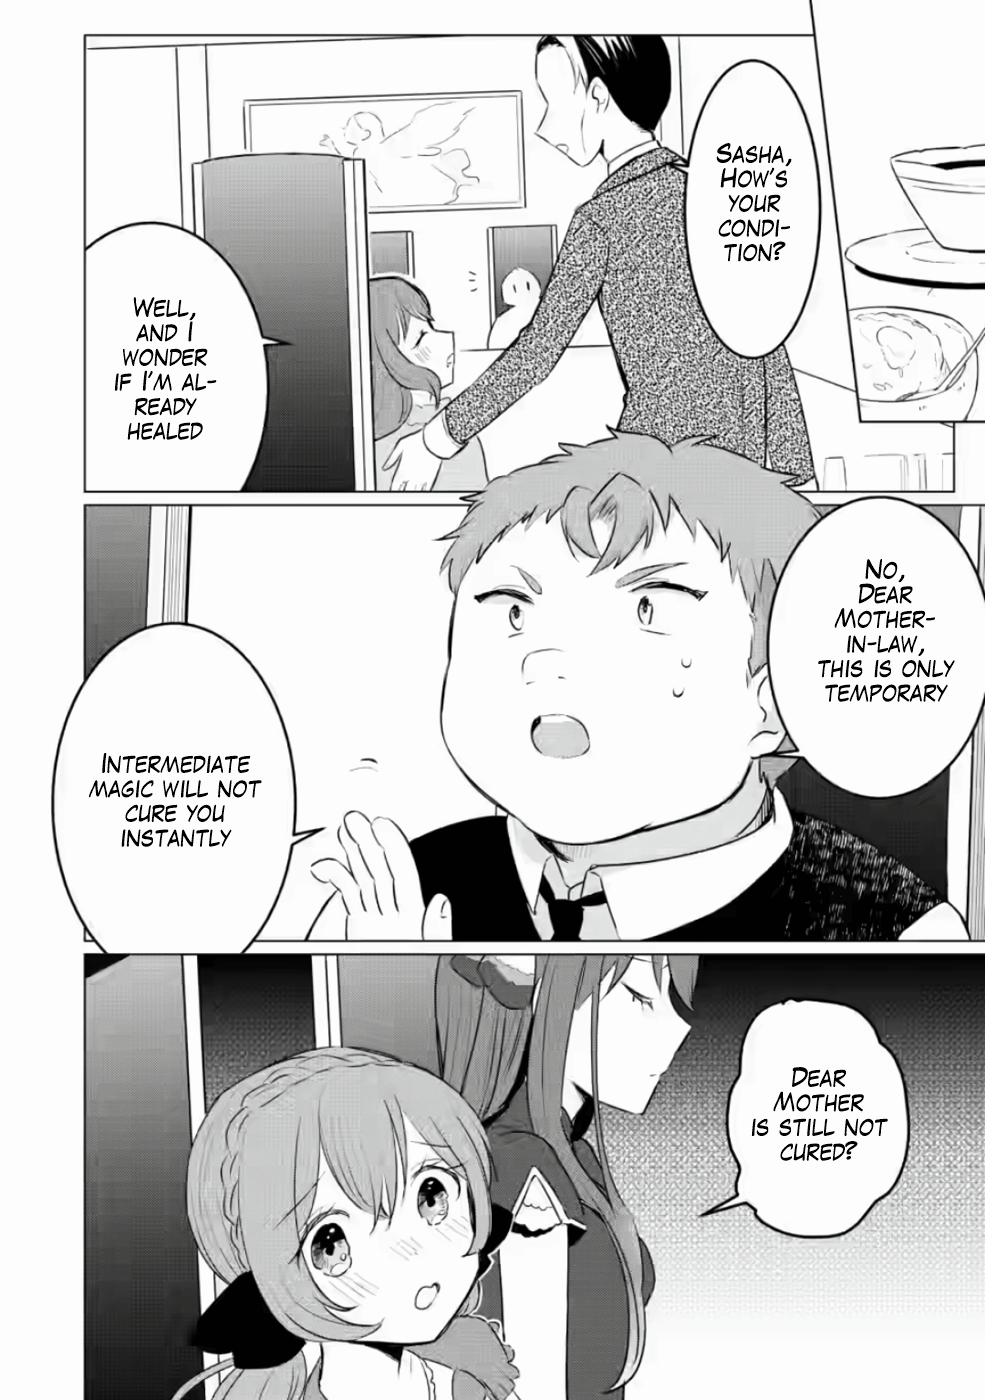 SASHA,
HOW'S
YOUR
CONDI-
TION?
WELL,
AND I
WONDER
IF I'M AL-
READY
HEALED
NO,
DEAR
MOTHER-
IN-LAW,
THIS IS ONLY
TEMPORARY
INTERMEDIATE
MAGIC WILL NOT
CURE YOU
INSTANTLY
DEAR
MOTHER
IS STILL NOT
CURED?